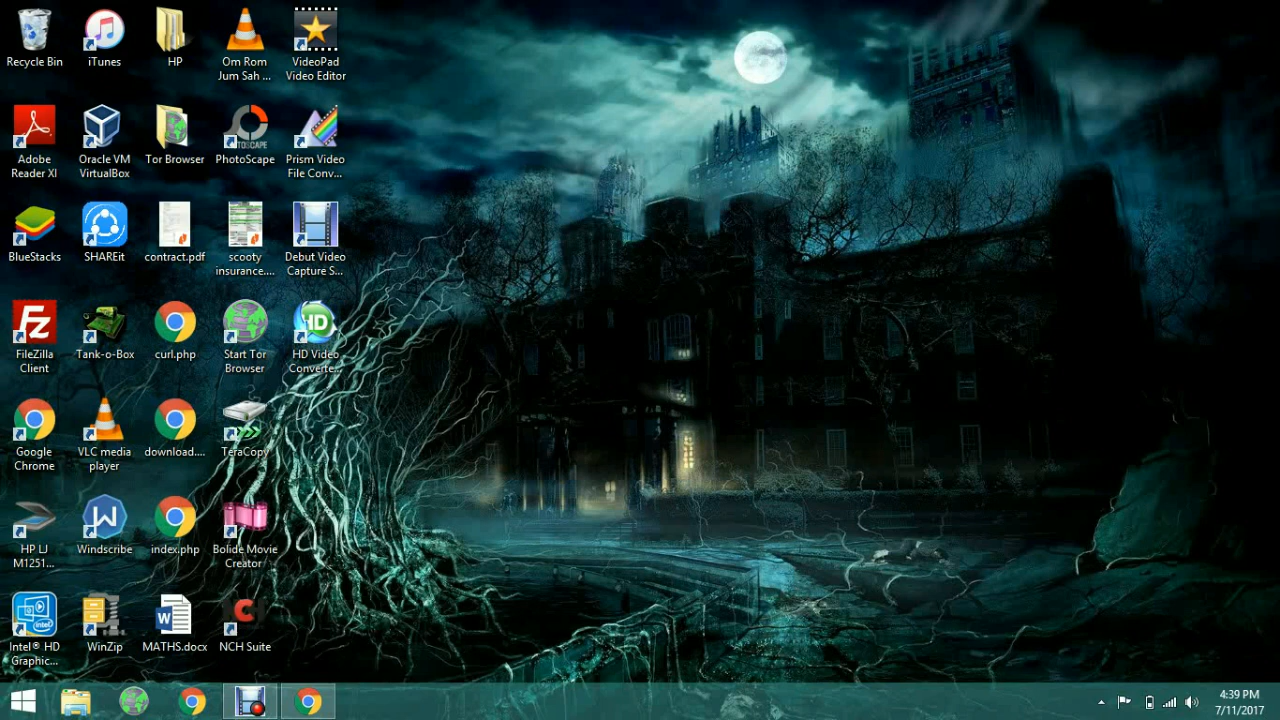 Recycle Bin
iTunes
HP
Om Rom
Jum Sah ...
VideoPad
Video Editor
Adobe
Reader XI
Oracle VM
VirtualBox
Tor Browser
PhotoScape
Prism Video
File Conv...
BlueStacks
SHAREit
contract.pdf
scooty
insurance....
Debut Video
Capture S...
FileZilla
Client
Tank-o-Box
curl.php
Start Tor
Browser
HD Video
Converte...
Google
Chrome
VLC media
player
download....
TeraCopy
HP LJ
M1251...
Windscribe
index.php
Bolide Movie
Creator
Intel® HD
Graphic...
WinZip
MATHS.docx
NCH Suite
4:39 PM
7/11/2017